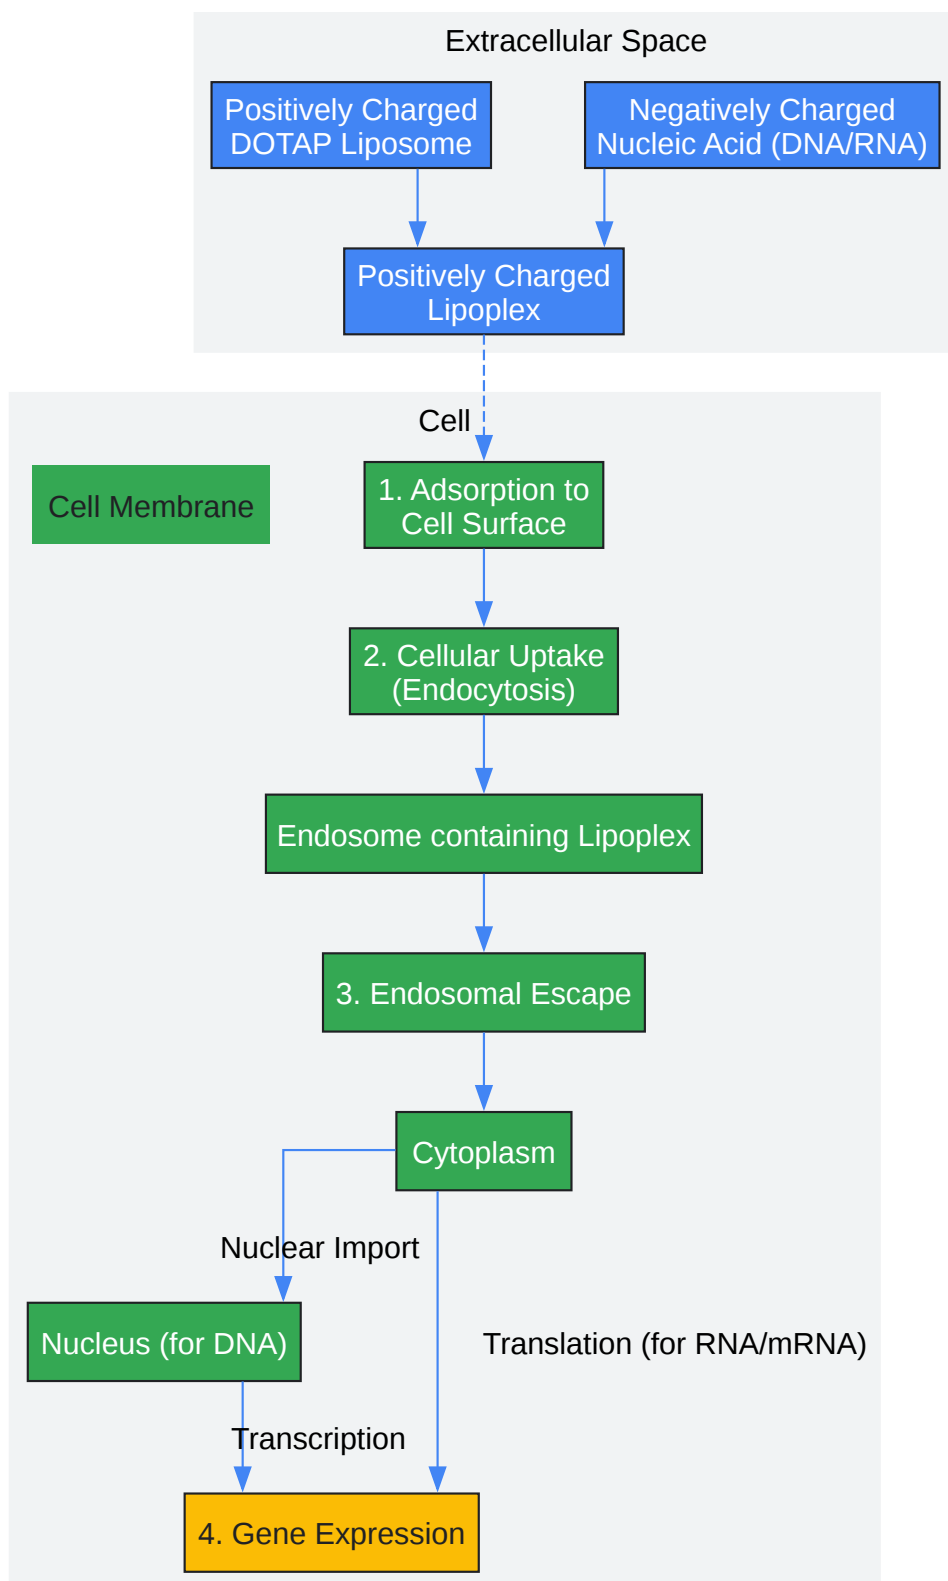 Extracellular Space
Positively Charged
DOTAP Liposome
Negatively Charged
Nucleic Acid (DNA/RNA)
Positively Charged
Lipoplex
Cell
Cell Membrane
1. Adsorption to
Cell Surface
2. Cellular Uptake
(Endocytosis)
Endosome containing Lipoplex
3. Endosomal Escape
Cytoplasm
Nuclear Import
Nucleus (for DNA)
Translation (for RNA/mRNA)
Transcription
4. Gene Expression